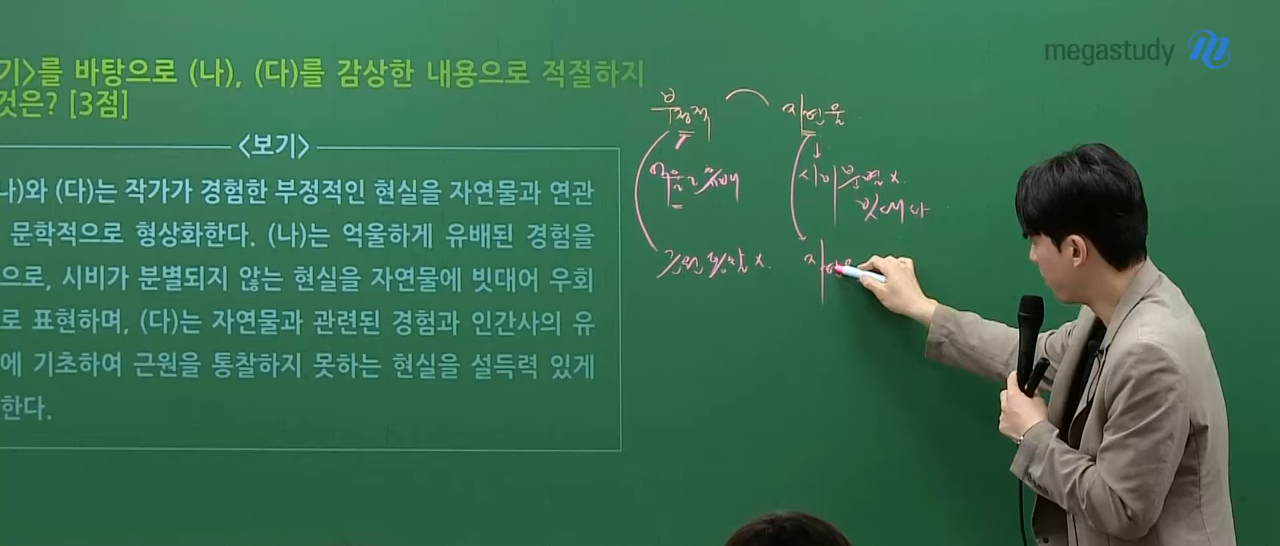 megastudy
기>를 바탕으로 (나), (다)를 감상한 내용으로 적절하지
것은? [3점]
<보기>
나)와 (다)는 작가가 경험한 부정적인 현실을 자연물과 연관
문학적으로 형상화한다. (나)는 억울하게 유배된 경험을
으로, 시비가 분별되지 않는 현실을 자연물에 빗대어 우회
로 표현하며, (다)는 자연물과 관련된 경험과 인간사의 유
에 기초하여 근원을 통찰하지 못하는 현실을 설득력 있게
한다.
부정적 자연물
억울 유배 시비 분별 x.
빗대어
근원 통찰 x. 자연